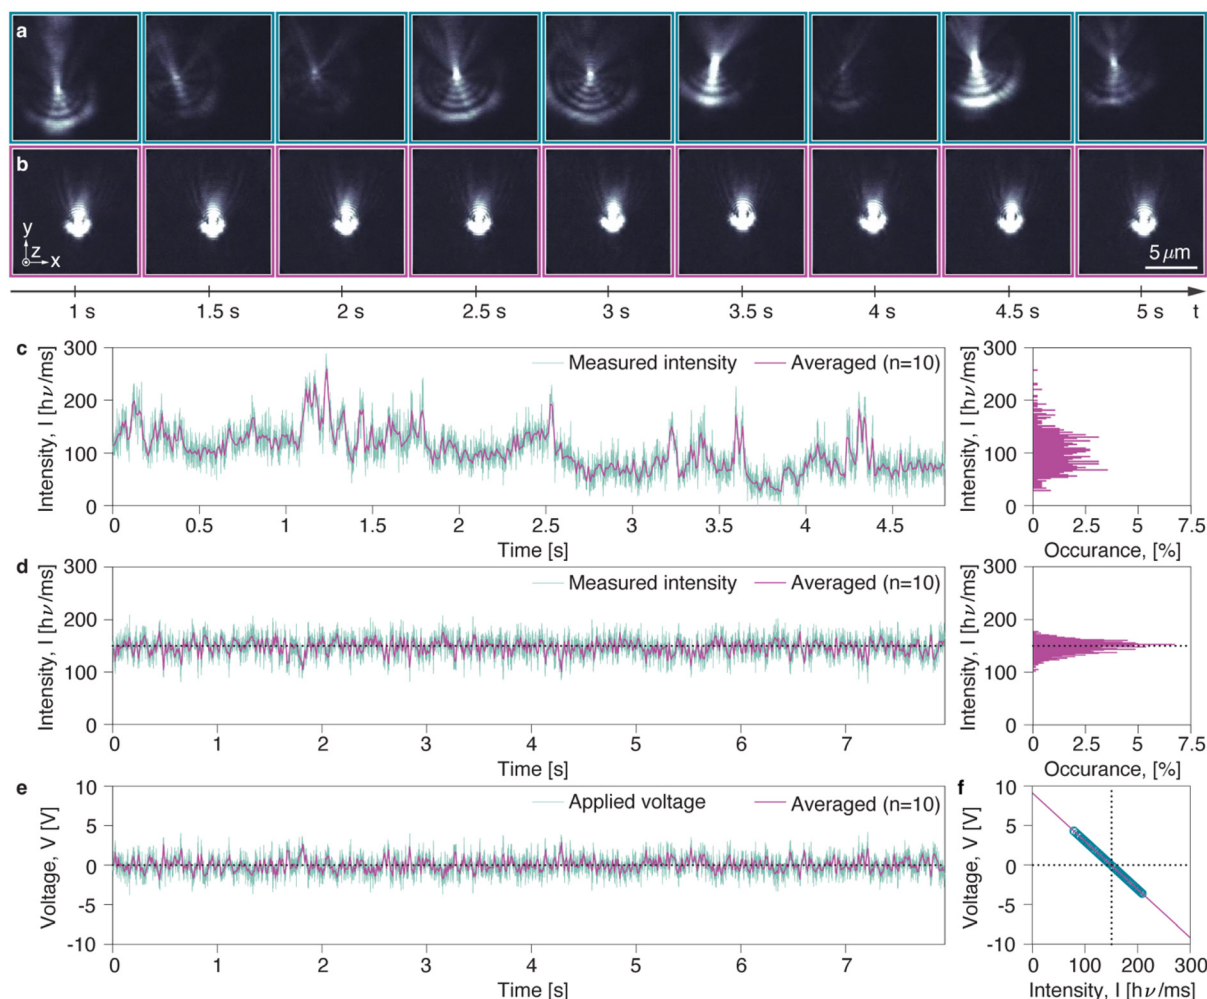 a
b
y
z
x
5 μm
1 s 1.5 s 2 s 2.5 s 3 s 3.5 s 4 s 4.5 s 5 s t
c
300
200
100
0
Intensity, I [hν/ms]
Measured intensity Averaged (n=10)
0 0.5 1 1.5 2 2.5 3 3.5 4 4.5
Time [s]
300
200
100
0
Intensity, I [hν/ms]
0 2.5 5 7.5
Occurance, [%]
d
300
200
100
0
Intensity, I [hν/ms]
Measured intensity Averaged (n=10)
0 1 2 3 4 5 6 7
Time [s]
300
200
100
0
Intensity, I [hν/ms]
0 2.5 5 7.5
Occurance, [%]
e
10
5
0
-5
-10
Voltage, V [V]
Applied voltage Averaged (n=10)
0 1 2 3 4 5 6 7
Time [s]
f
10
5
0
-5
-10
Voltage, V [V]
0 100 200 300
Intensity, I [hν/ms]